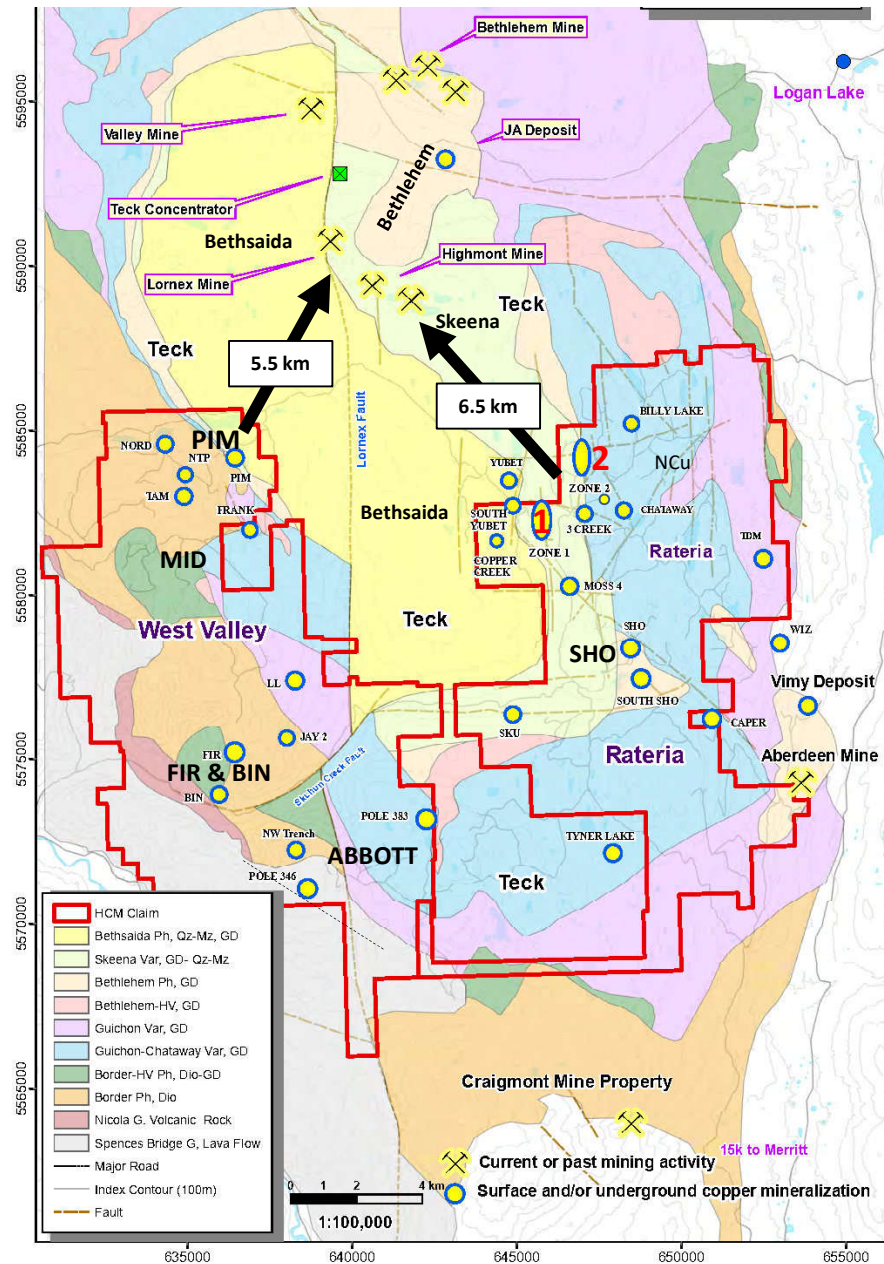 Bethlehem Mine
5595000
Logan Lake
Valley Mine
JA Deposit
Bethlehem
Teck Concentrator
Bethsaida
5590000
Lornex Mine
Highmont Mine
Teck
Skeena
Teck
5.5 km
6.5 km
Lornex Fault
5585000
NORD
PIM
NTP
PIM
TAM
FRANK
BILLY LAKE
2
NCu
YUBET
ZONE 2
CHATAWAY
SOUTH
YUBET
1
3 CREEK
Bethsaida
COPPER
CREEK
ZONE 1
Rateria
TDM
MID
5580000
MOSS 4
Teck
West Valley
SHO
SHO
WIZ
SOUTH SHO
Vimy Deposit
LL
SKU
CAPER
JAY 2
5575000
FIR
FIR & BIN
BIN
Rateria
Aberdeen Mine
Skuhun Creek Fault
POLE 383
NW Trench
ABBOTT
TYNER LAKE
POLE 346
Teck
5570000
HCM Claim
Bethsaida Ph, Qz-Mz, GD
Skeena Var, GD- Qz-Mz
Bethlehem Ph, GD
Bethlehem-HV, GD
Guichon Var, GD
Guichon-Chataway Var, GD
Border-HV Ph, Dio-GD
Border Ph, Dio
Nicola G. Volcanic Rock
Spences Bridge G, Lava Flow
Major Road
Index Contour (100m)
Fault
5565000
Craigmont Mine Property
15k to Merritt
Current or past mining activity
Surface and/or underground copper mineralization
0 2 4 km
1:100,000
635000 640000 645000 650000 655000